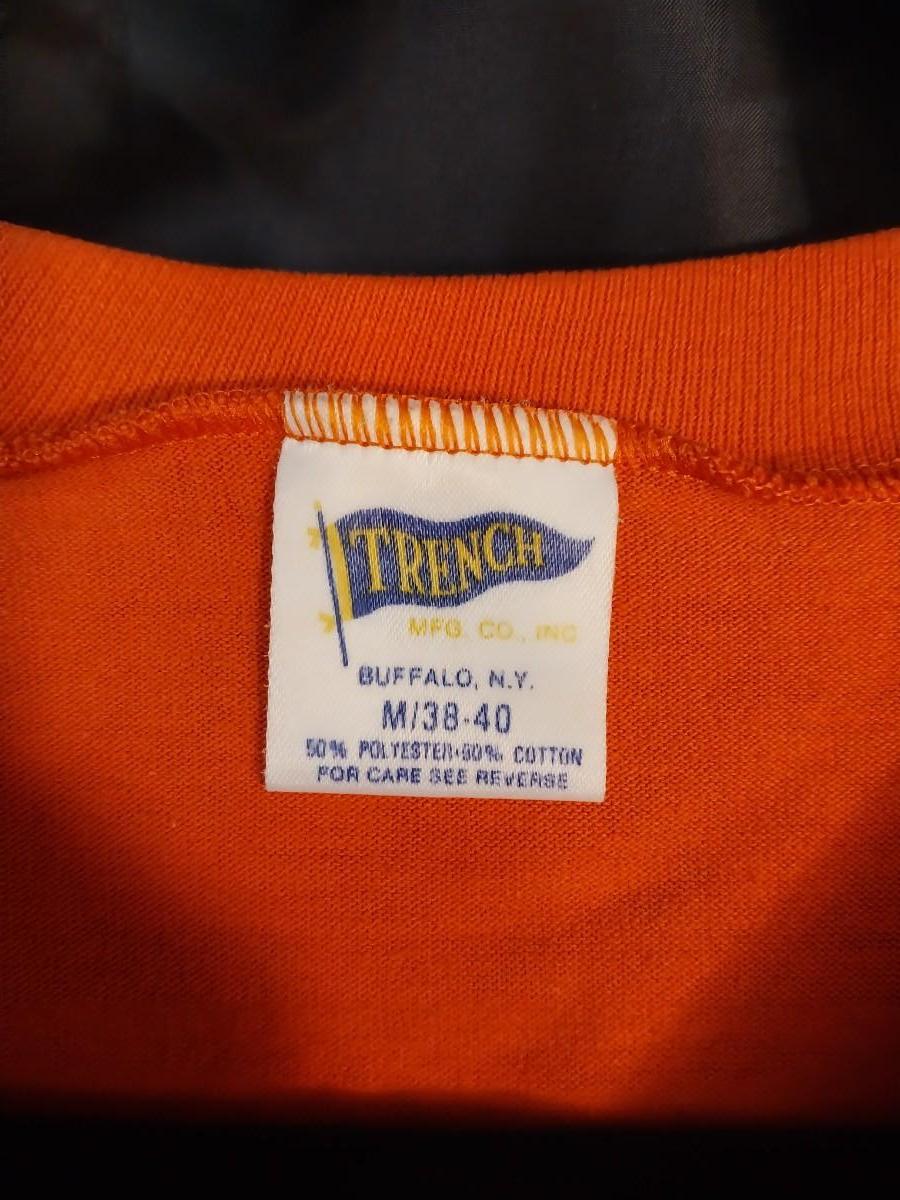 TRENCH
MFG. CO., INC
BUFFALO, N.Y.
M/38-40
50% POLYESTER·50% COTTON
FOR CARE SEE REVERSE